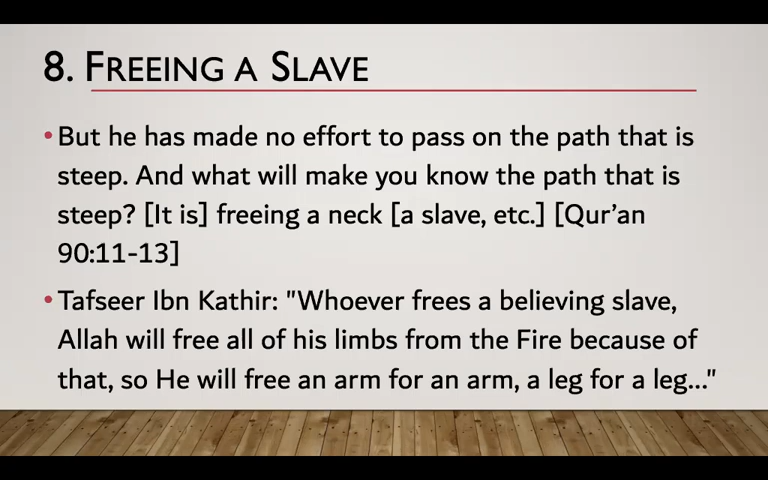 8. FREEING A SLAVE
• But he has made no effort to pass on the path that is
steep. And what will make you know the path that is
steep? [It is] freeing a neck [a slave, etc.] [Qur’an
90:11-13]
• Tafseer Ibn Kathir: "Whoever frees a believing slave,
Allah will free all of his limbs from the Fire because of
that, so He will free an arm for an arm, a leg for a leg..."